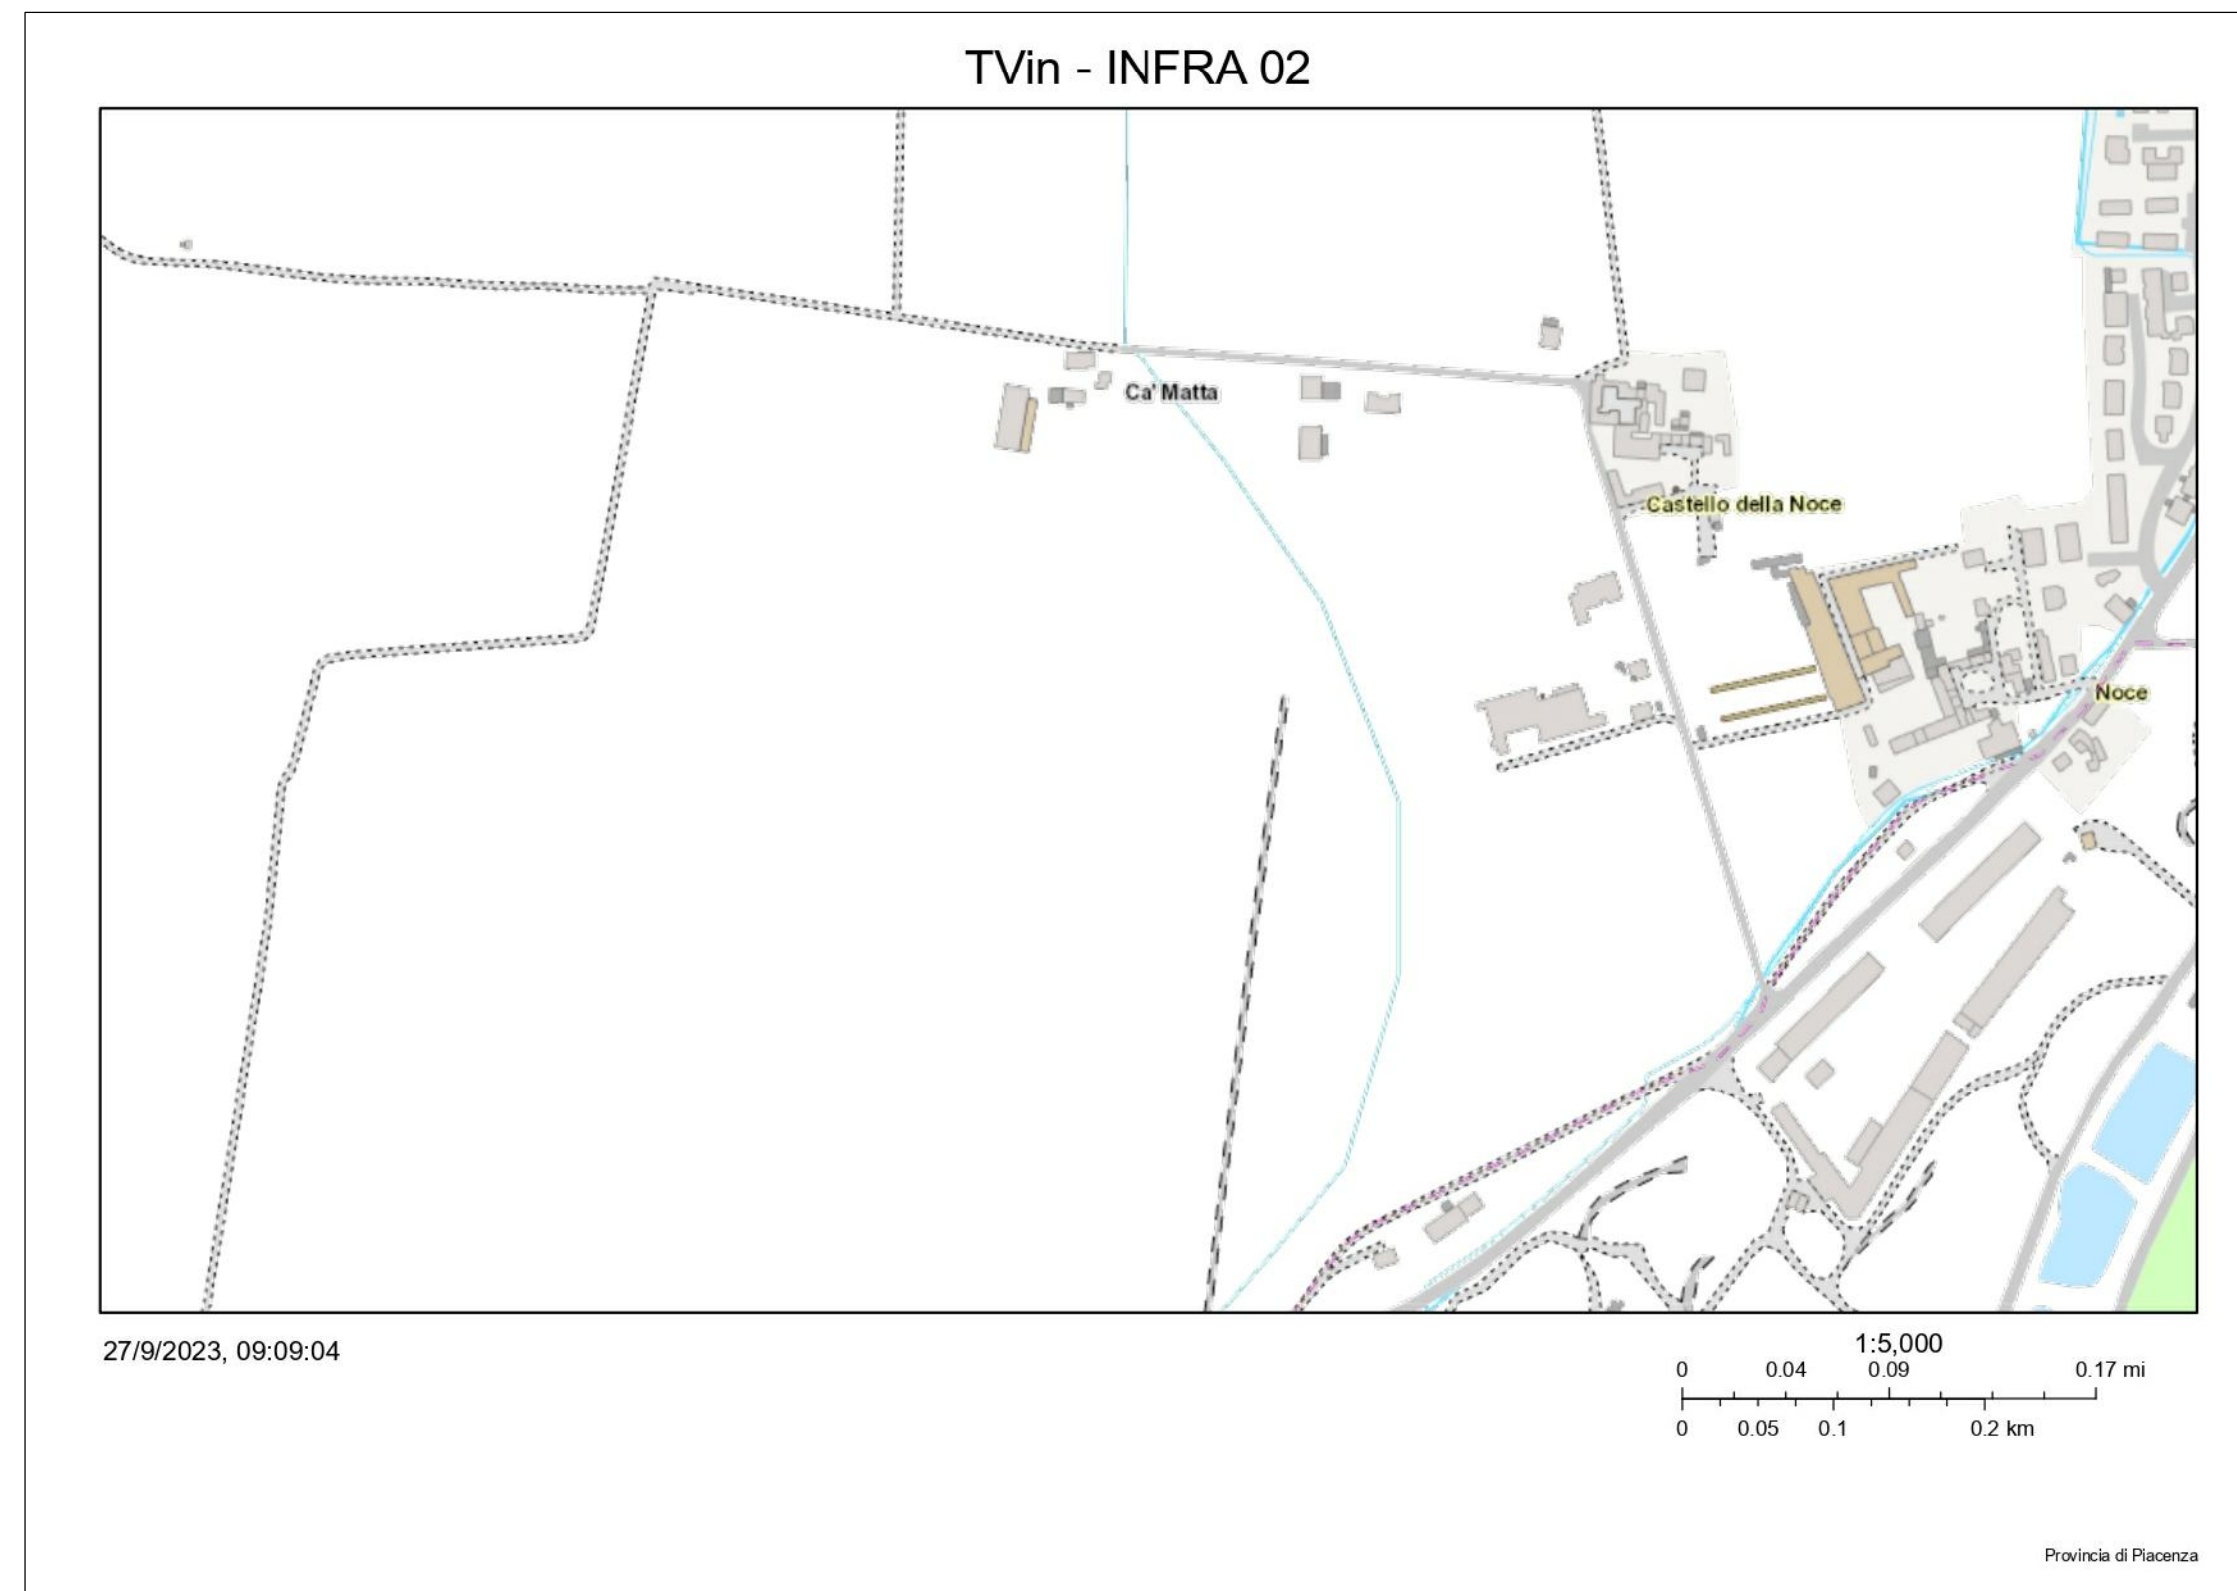 TVin - INFRA 02
Ca' Matta
Castello della Noce
Noce
27/9/2023, 09:09:04
1:5,000
0 0.04 0.09 0.17 mi
0 0.05 0.1 0.2 km
Provincia di Piacenza